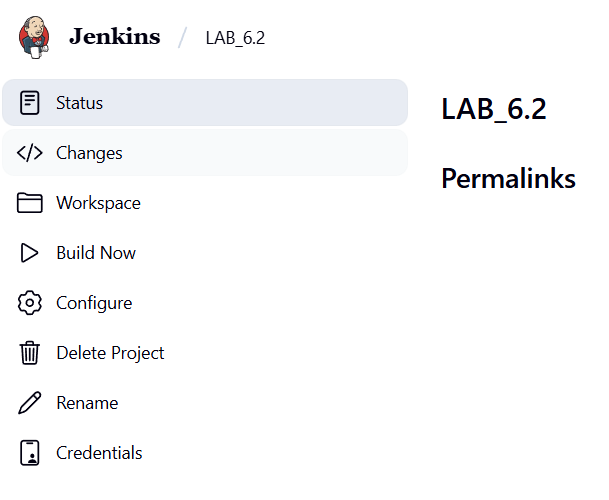 Jenkins / LAB_6.2
Status
Changes
Workspace
Build Now
Configure
Delete Project
Rename
Credentials
LAB_6.2
Permalinks